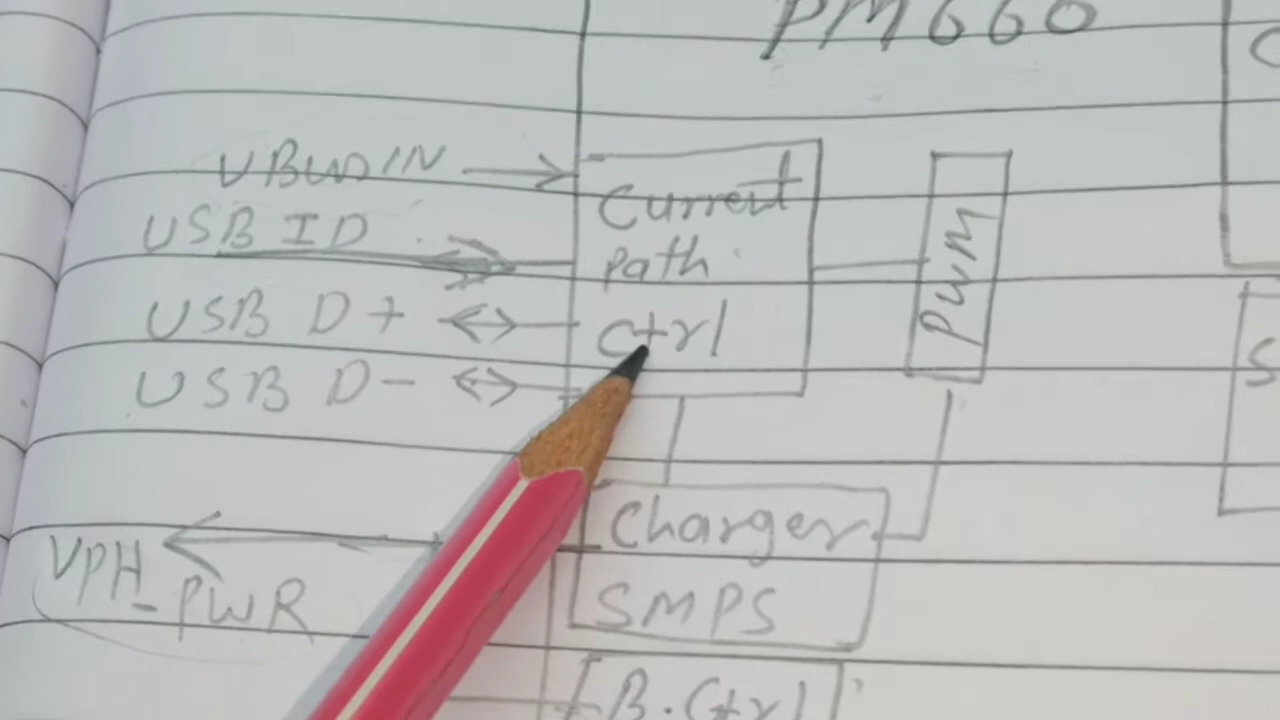 PM660
VBUS IN
USB ID
USB D+
USB D-
Current
Path
Ctrl
PWM
Charger
SMPS
VPH_PWR
B.Ctrl
C
S